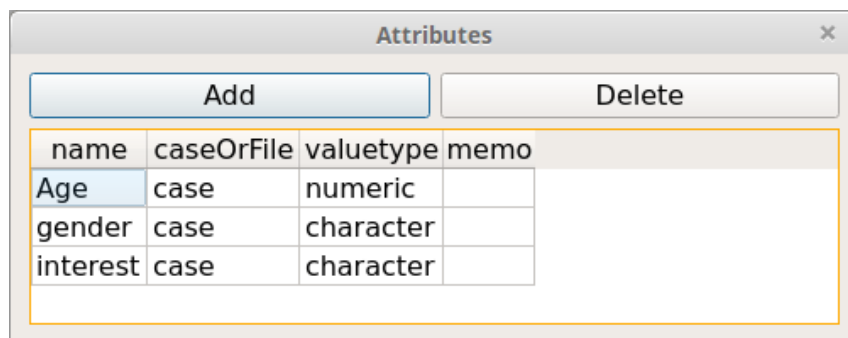 Attributes ×
Add Delete
name caseOrFile valuetype memo
Age case numeric
gender case character
interest case character